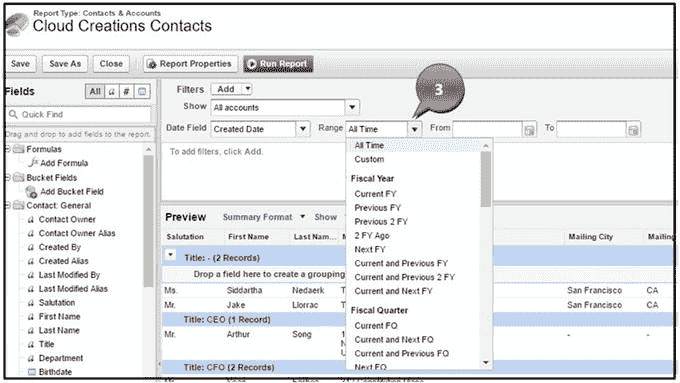 Report Type: Contacts & Accounts
Cloud Creations Contacts
Save Save As Close Report Properties Run Report
Fields All a # 
Quick Find
Drag and drop to add fields to the report.
Formulas
Add Formula
Bucket Fields
Add Bucket Field
Contact: General
a Contact Owner
a Contact Owner Alias
a Created By
a Created Alias
a Last Modified By
a Last Modified Alias
a Salutation
a First Name
a Last Name
a Title
a Department
Birthdate
Filters Add
3
Show All accounts
Date Field Created Date Range All Time From To
To add filters, click Add.
All Time
Custom
Fiscal Year
Current FY
Previous FY
Previous 2 FY
2 FY Ago
Next FY
Current and Previous FY
Current and Previous 2 FY
Current and Next FY
Fiscal Quarter
Current FQ
Current and Next FQ
Current and Previous FQ
Next FQ
Preview Summary Format Show
Salutation First Name Last Nam... Mailing City Mailing
Title: - (2 Records)
Drop a field here to create a grouping
Ms. Siddartha Nedaerk San Francisco CA
Mr. Jake Llorrac San Francisco CA
Title: CEO (1 Record)
Mr. Arthur Song - -
Title: CFO (2 Records)